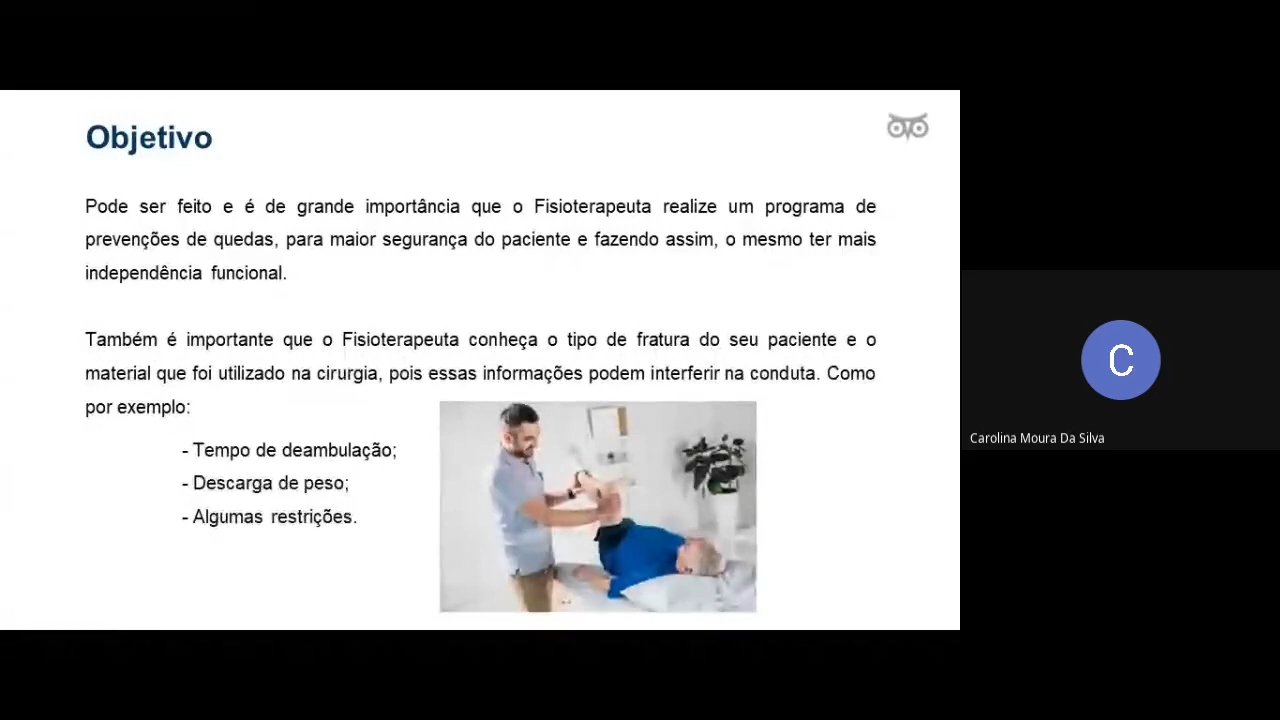 Objetivo
Pode ser feito e é de grande importância que o Fisioterapeuta realize um programa de
prevenções de quedas, para maior segurança do paciente e fazendo assim, o mesmo ter mais
independência funcional.
Também é importante que o Fisioterapeuta conheça o tipo de fratura do seu paciente e o
material que foi utilizado na cirurgia, pois essas informações podem interferir na conduta. Como
por exemplo:
- Tempo de deambulação;
- Descarga de peso;
- Algumas restrições.
C
Carolina Moura Da Silva